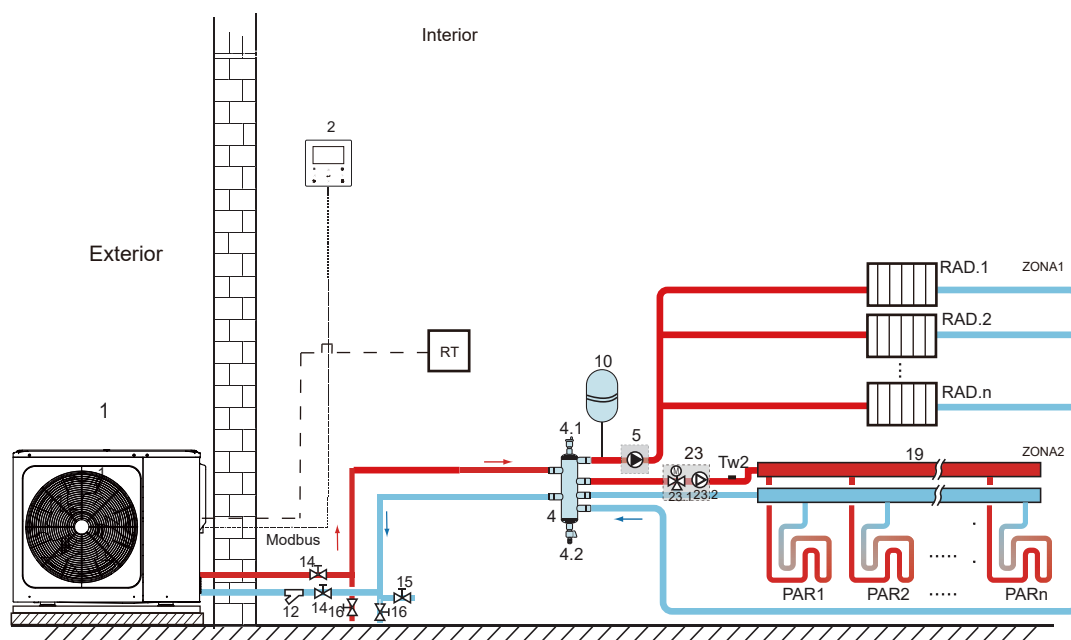 Interior
2
Exterior
RAD.1
ZONA1
RAD.2
RT
10
RAD.n
1
4.1
5
23
Tw2
19
ZONA2
M
1
23.1
23.2
4
Modbus
4.2
14
15
12
14
16
16
PAR1
PAR2
PARn